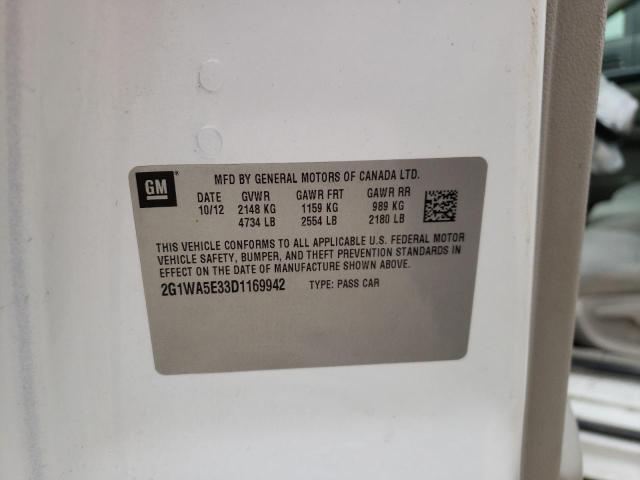 GM
MFD BY GENERAL MOTORS OF CANADA LTD.
DATE GVWR GAWR FRT GAWR RR
10/12 2148 KG 1159 KG 989 KG
4734 LB 2554 LB 2180 LB
THIS VEHICLE CONFORMS TO ALL APPLICABLE U.S. FEDERAL MOTOR
VEHICLE SAFETY, BUMPER, AND THEFT PREVENTION STANDARDS IN
EFFECT ON THE DATE OF MANUFACTURE SHOWN ABOVE.
2G1WA5E33D1169942 TYPE: PASS CAR